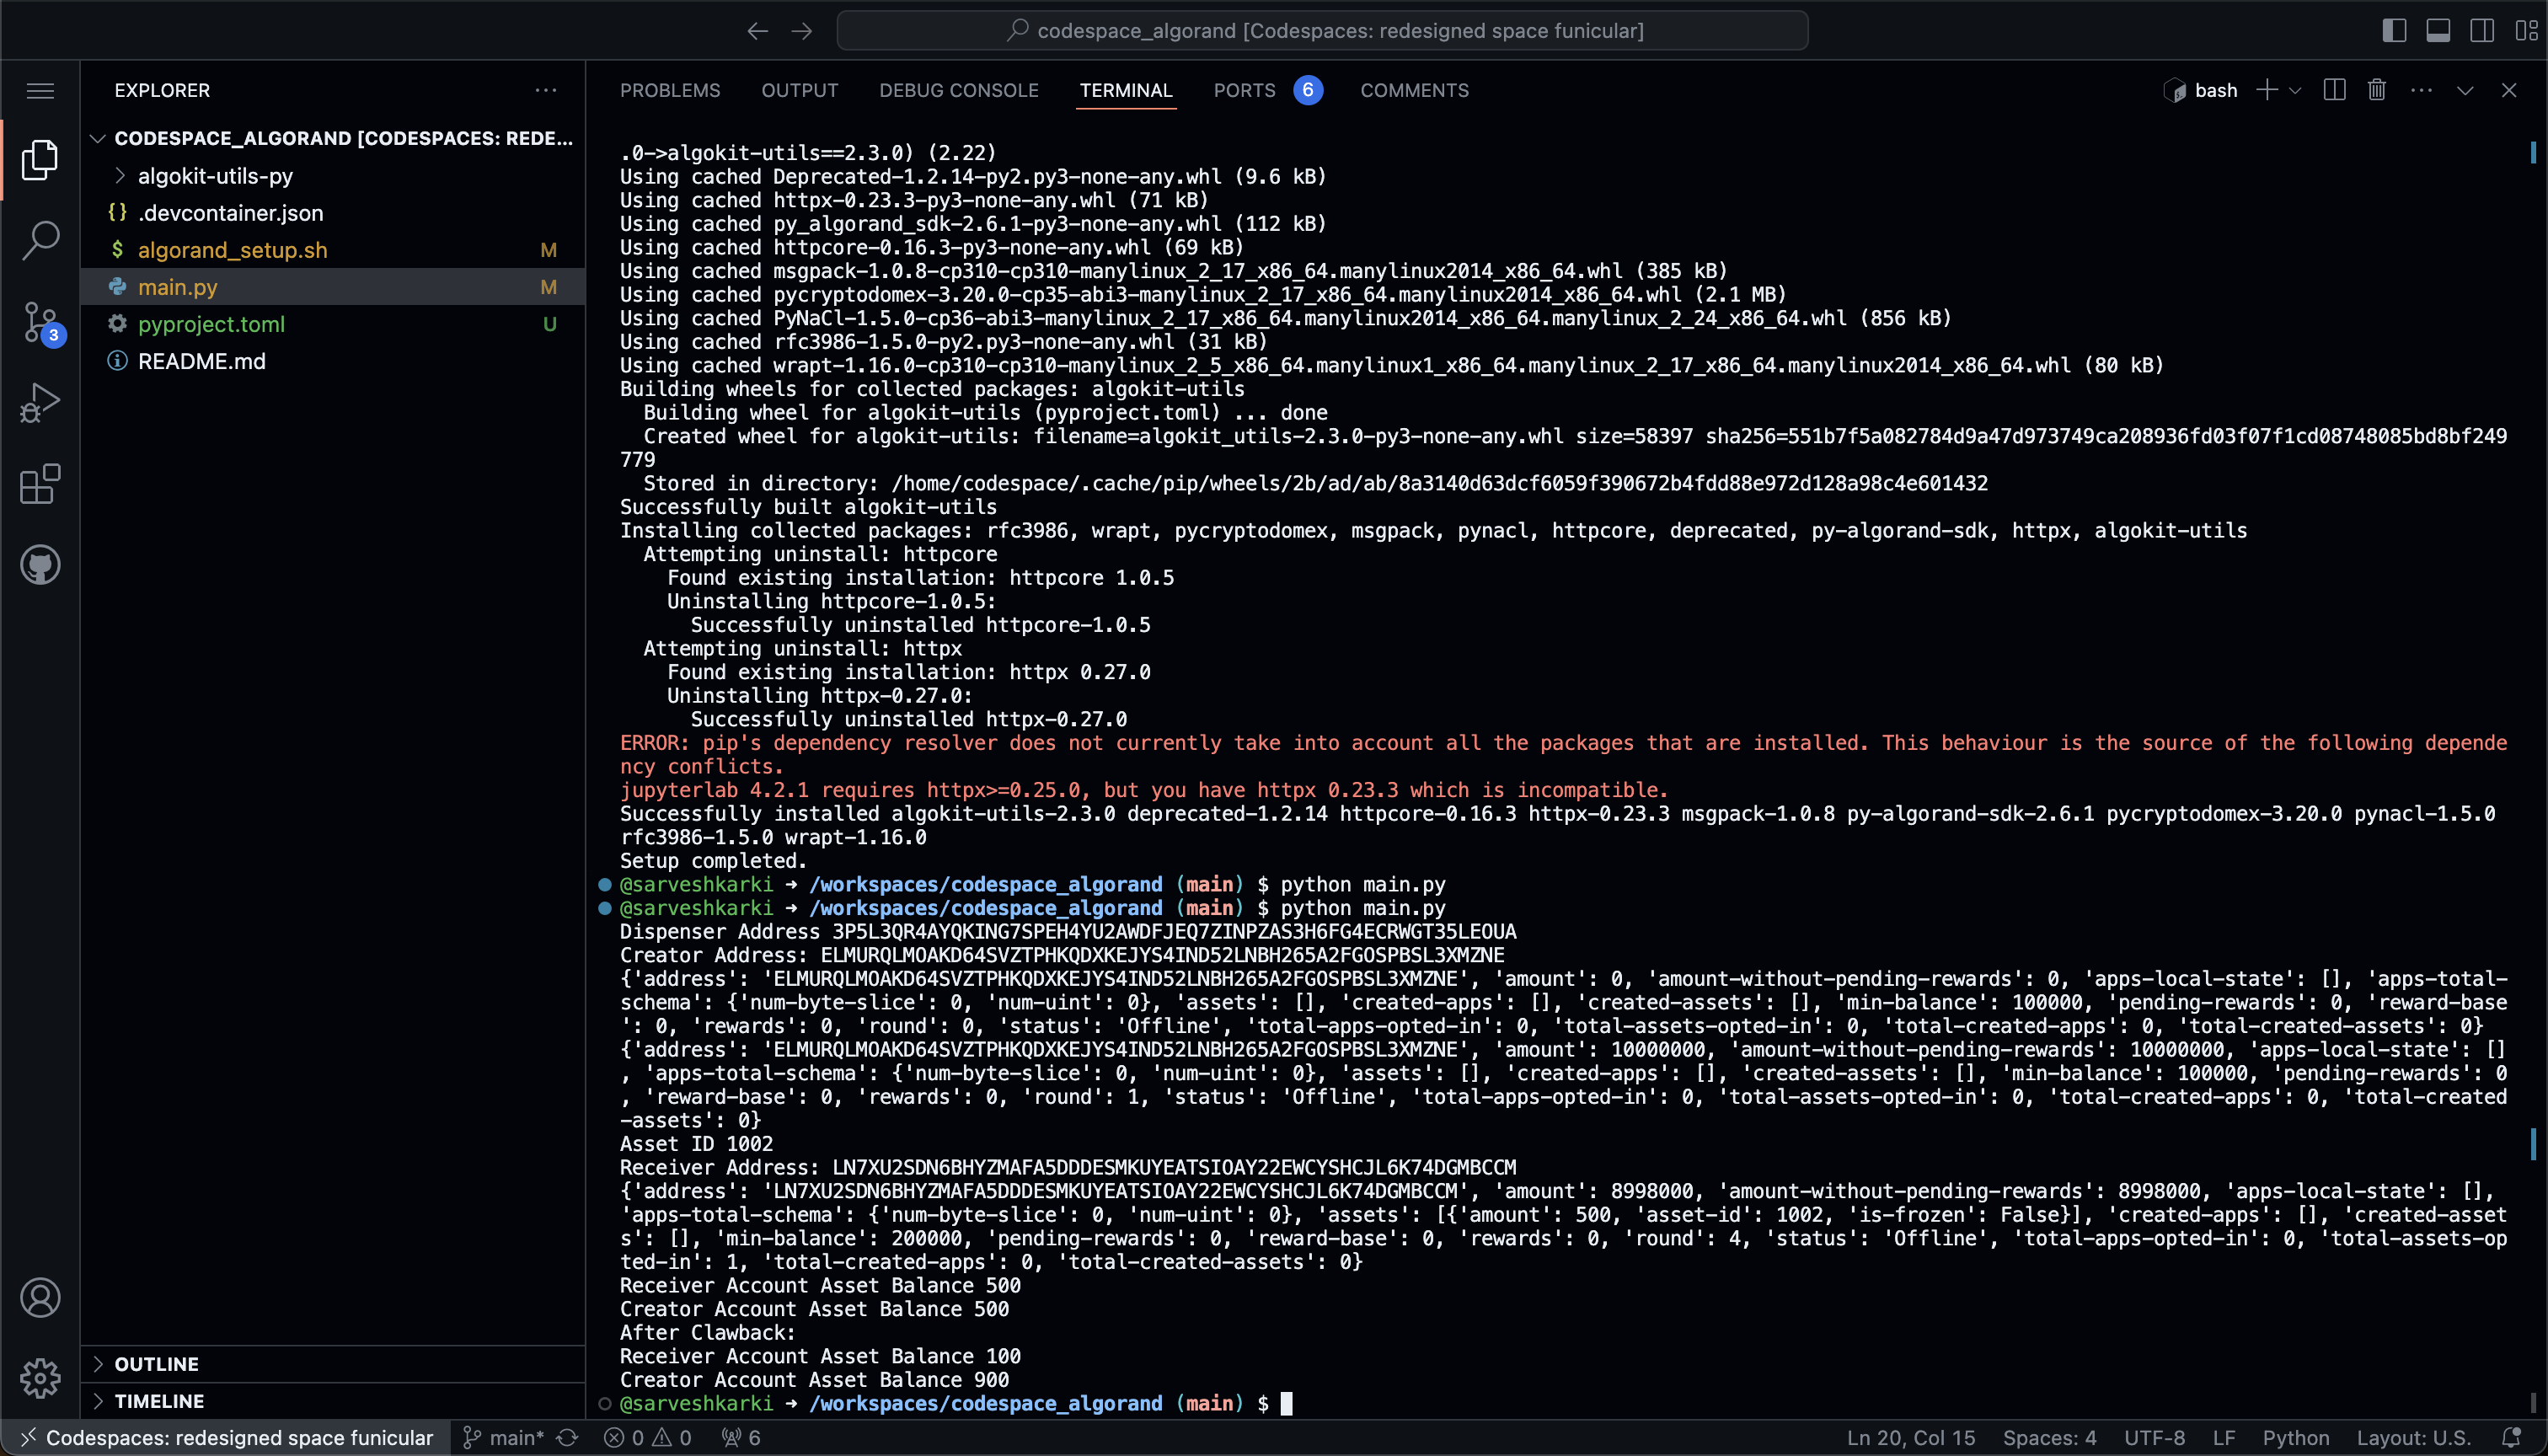 codespace_algorand [Codespaces: redesigned space funicular]
EXPLORER
CODESPACE_ALGORAND [CODESPACES: REDE...
algokit-utils-py
{} .devcontainer.json
$ algorand_setup.sh M
main.py M
pyproject.toml U
README.md
3
OUTLINE
TIMELINE
PROBLEMS OUTPUT DEBUG CONSOLE TERMINAL PORTS 6 COMMENTS
bash
.0->algokit-utils==2.3.0) (2.22)
Using cached Deprecated-1.2.14-py2.py3-none-any.whl (9.6 kB)
Using cached httpx-0.23.3-py3-none-any.whl (71 kB)
Using cached py_algorand_sdk-2.6.1-py3-none-any.whl (112 kB)
Using cached httpcore-0.16.3-py3-none-any.whl (69 kB)
Using cached msgpack-1.0.8-cp310-cp310-manylinux_2_17_x86_64.manylinux2014_x86_64.whl (385 kB)
Using cached pycryptodomex-3.20.0-cp35-abi3-manylinux_2_17_x86_64.manylinux2014_x86_64.whl (2.1 MB)
Using cached PyNaCl-1.5.0-cp36-abi3-manylinux_2_17_x86_64.manylinux2014_x86_64.manylinux_2_24_x86_64.whl (856 kB)
Using cached rfc3986-1.5.0-py2.py3-none-any.whl (31 kB)
Using cached wrapt-1.16.0-cp310-cp310-manylinux_2_5_x86_64.manylinux1_x86_64.manylinux_2_17_x86_64.manylinux2014_x86_64.whl (80 kB)
Building wheels for collected packages: algokit-utils
Building wheel for algokit-utils (pyproject.toml) ... done
Created wheel for algokit-utils: filename=algokit_utils-2.3.0-py3-none-any.whl size=58397 sha256=551b7f5a082784d9a47d973749ca208936fd03f07f1cd08748085bd8bf249
779
Stored in directory: /home/codespace/.cache/pip/wheels/2b/ad/ab/8a3140d63dcf6059f390672b4fdd88e972d128a98c4e601432
Successfully built algokit-utils
Installing collected packages: rfc3986, wrapt, pycryptodomex, msgpack, pynacl, httpcore, deprecated, py-algorand-sdk, httpx, algokit-utils
Attempting uninstall: httpcore
Found existing installation: httpcore 1.0.5
Uninstalling httpcore-1.0.5:
Successfully uninstalled httpcore-1.0.5
Attempting uninstall: httpx
Found existing installation: httpx 0.27.0
Uninstalling httpx-0.27.0:
Successfully uninstalled httpx-0.27.0
ERROR: pip's dependency resolver does not currently take into account all the packages that are installed. This behaviour is the source of the following depende
ncy conflicts.
jupyterlab 4.2.1 requires httpx>=0.25.0, but you have httpx 0.23.3 which is incompatible.
Successfully installed algokit-utils-2.3.0 deprecated-1.2.14 httpcore-0.16.3 httpx-0.23.3 msgpack-1.0.8 py-algorand-sdk-2.6.1 pycryptodomex-3.20.0 pynacl-1.5.0
rfc3986-1.5.0 wrapt-1.16.0
Setup completed.
@sarveshkarki ➜ /workspaces/codespace_algorand (main) $ python main.py
@sarveshkarki ➜ /workspaces/codespace_algorand (main) $ python main.py
Dispenser Address 3P5L3QR4AYQKING7SPEH4YU2AWDFJEQ7ZINPZAS3H6FG4ECRWGT35LEOUA
Creator Address: ELMURQLMOAKD64SVZTPHKQDXKEJYS4IND52LNBH265A2FGOSPBSL3XMZNE
{'address': 'ELMURQLMOAKD64SVZTPHKQDXKEJYS4IND52LNBH265A2FGOSPBSL3XMZNE', 'amount': 0, 'amount-without-pending-rewards': 0, 'apps-local-state': [], 'apps-total-
schema': {'num-byte-slice': 0, 'num-uint': 0}, 'assets': [], 'created-apps': [], 'created-assets': [], 'min-balance': 100000, 'pending-rewards': 0, 'reward-base
': 0, 'rewards': 0, 'round': 0, 'status': 'Offline', 'total-apps-opted-in': 0, 'total-assets-opted-in': 0, 'total-created-apps': 0, 'total-created-assets': 0}
{'address': 'ELMURQLMOAKD64SVZTPHKQDXKEJYS4IND52LNBH265A2FGOSPBSL3XMZNE', 'amount': 10000000, 'amount-without-pending-rewards': 10000000, 'apps-local-state': []
, 'apps-total-schema': {'num-byte-slice': 0, 'num-uint': 0}, 'assets': [], 'created-apps': [], 'created-assets': [], 'min-balance': 100000, 'pending-rewards': 0
, 'reward-base': 0, 'rewards': 0, 'round': 1, 'status': 'Offline', 'total-apps-opted-in': 0, 'total-assets-opted-in': 0, 'total-created-apps': 0, 'total-created
-assets': 0}
Asset ID 1002
Receiver Address: LN7XU2SDN6BHYZMAFA5DDDESMKUYEATSIOAY22EWCYSHCJL6K74DGMBCCM
{'address': 'LN7XU2SDN6BHYZMAFA5DDDESMKUYEATSIOAY22EWCYSHCJL6K74DGMBCCM', 'amount': 8998000, 'amount-without-pending-rewards': 8998000, 'apps-local-state': [],
'apps-total-schema': {'num-byte-slice': 0, 'num-uint': 0}, 'assets': [{'amount': 500, 'asset-id': 1002, 'is-frozen': False}], 'created-apps': [], 'created-asset
s': [], 'min-balance': 200000, 'pending-rewards': 0, 'reward-base': 0, 'rewards': 0, 'round': 4, 'status': 'Offline', 'total-apps-opted-in': 0, 'total-assets-op
ted-in': 1, 'total-created-apps': 0, 'total-created-assets': 0}
Receiver Account Asset Balance 500
Creator Account Asset Balance 500
After Clawback:
Receiver Account Asset Balance 100
Creator Account Asset Balance 900
@sarveshkarki ➜ /workspaces/codespace_algorand (main) $
Codespaces: redesigned space funicular main* 0 0 6 Ln 20, Col 15 Spaces: 4 UTF-8 LF Python Layout: U.S.